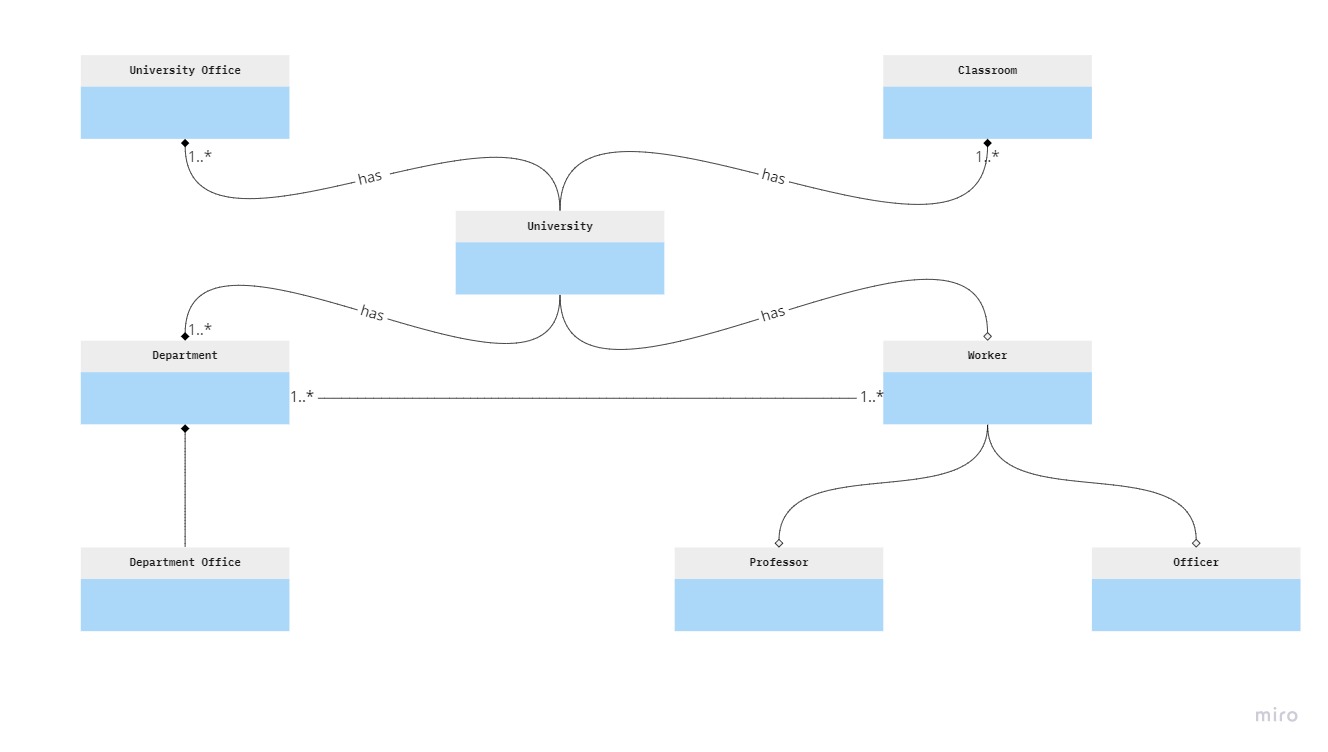 University Office
Classroom
1..*
1..*
has
has
University
has
has
1..*
Department
Worker
1..*
1..*
Department Office
Professor
Officer
miro